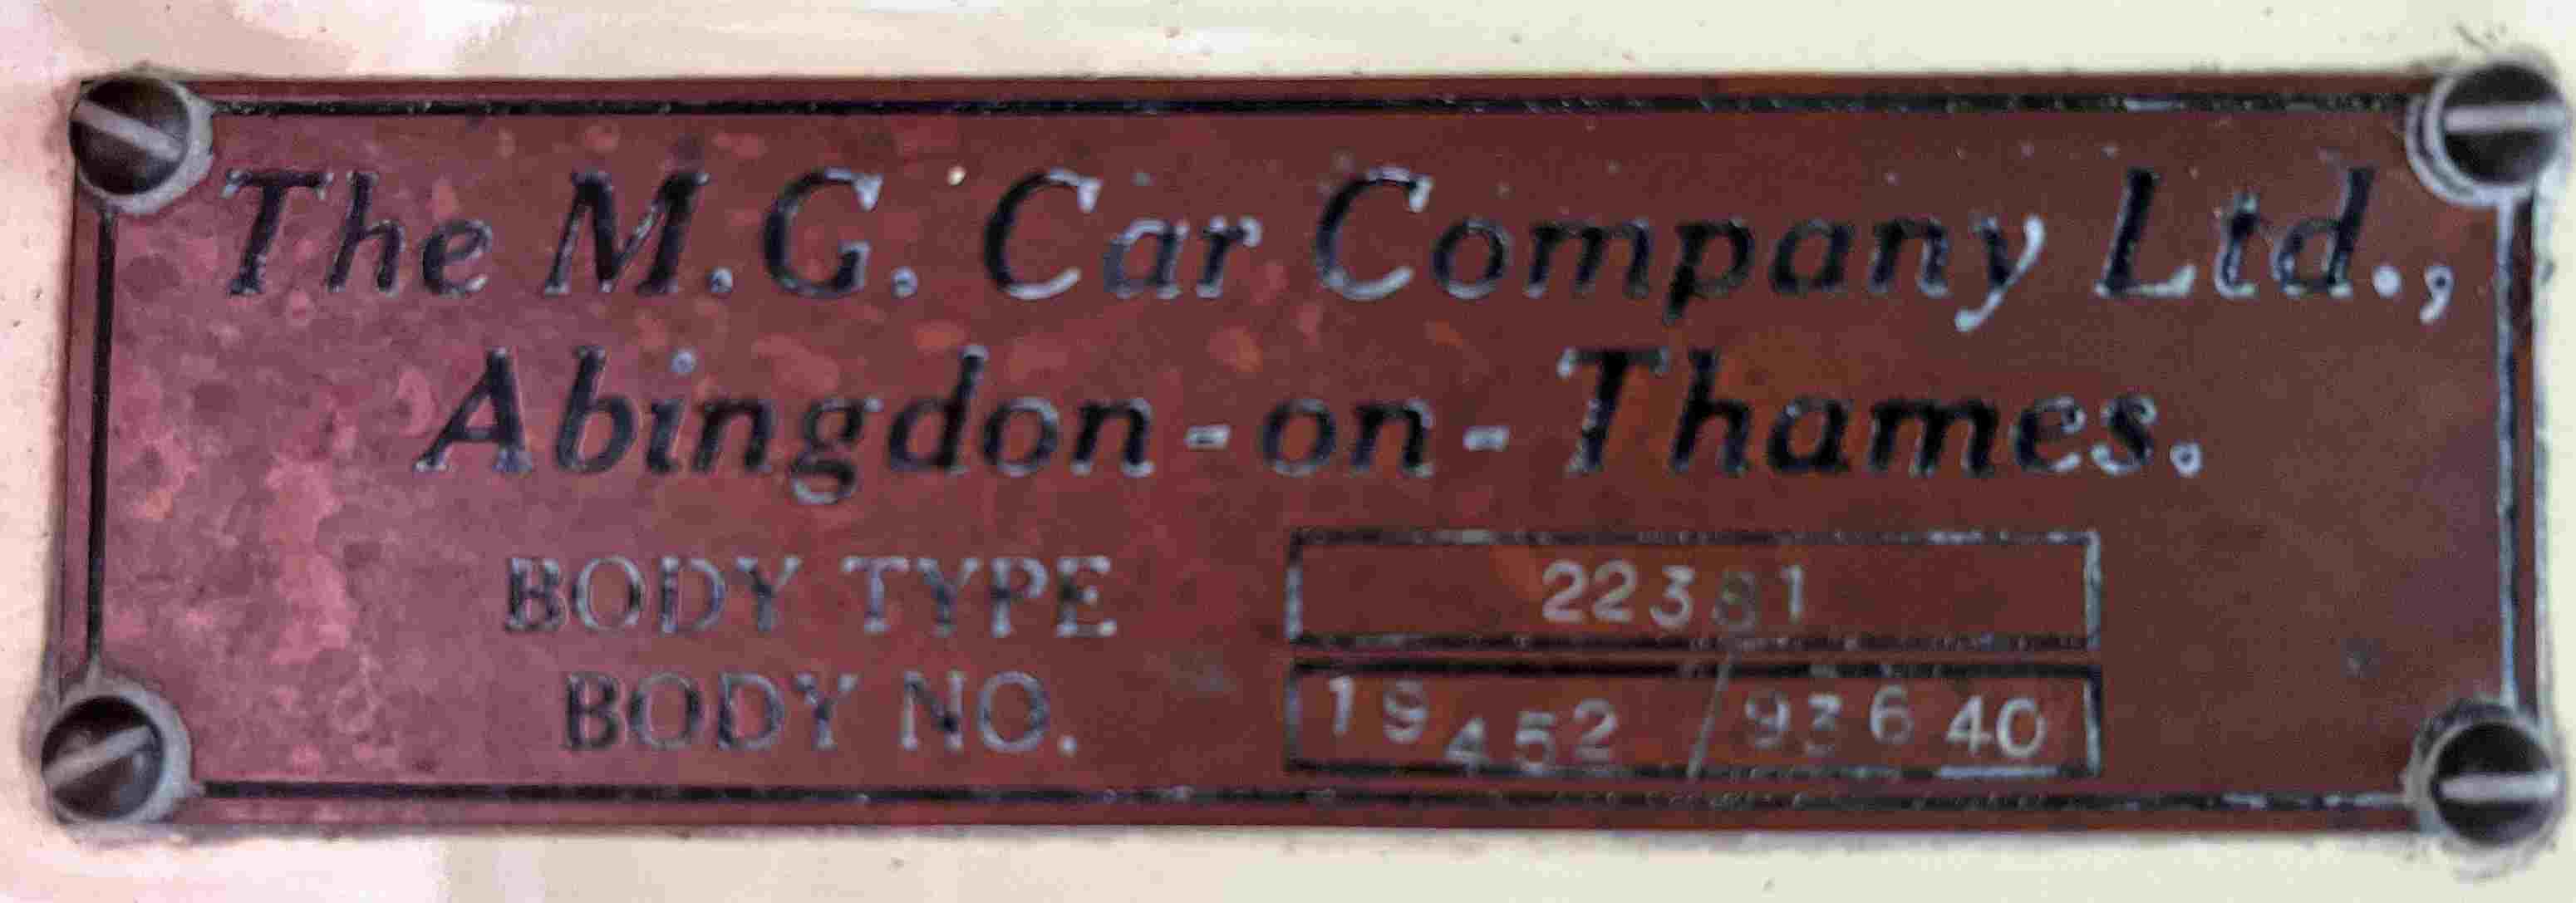 The M.G. Car Company Ltd.,
Abingdon-on-Thames.
BODY TYPE 22381
BODY NO. 19452/93640